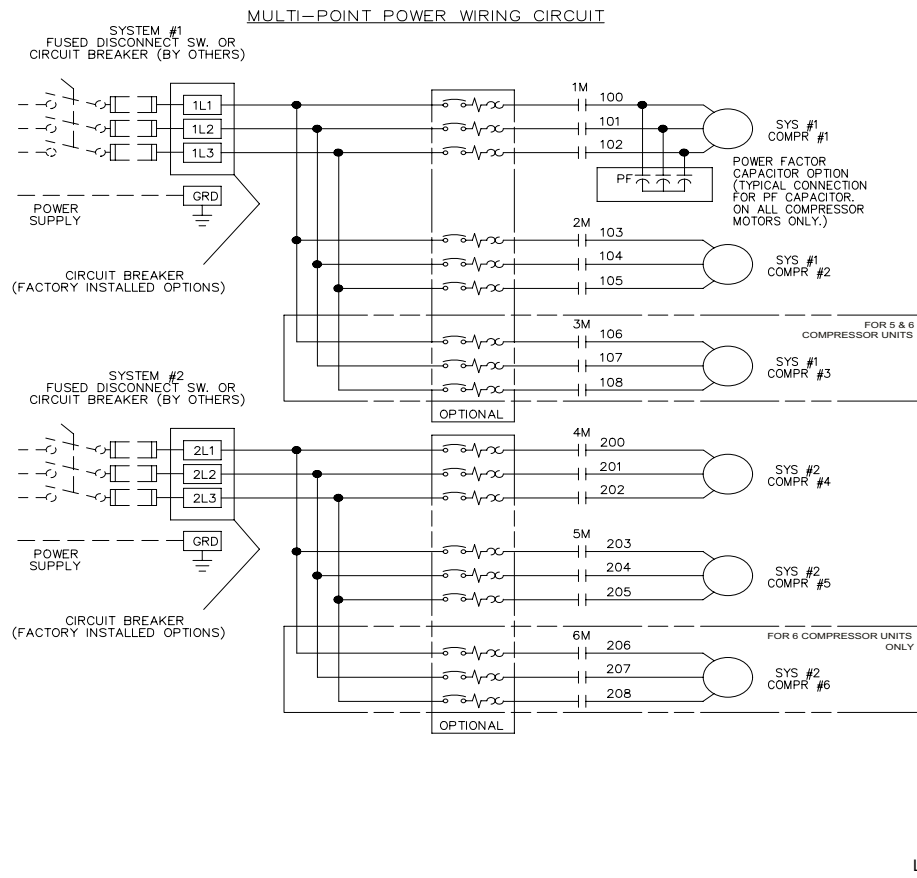 MULTI-POINT POWER WIRING CIRCUIT
SYSTEM #1
FUSED DISCONNECT SW. OR
CIRCUIT BREAKER (BY OTHERS)
1L1
1L2
1L3
GRD
POWER
SUPPLY
CIRCUIT BREAKER
(FACTORY INSTALLED OPTIONS)
1M
100
101
102
SYS #1
COMPR #1
PF
POWER FACTOR
CAPACITOR OPTION
(TYPICAL CONNECTION
FOR PF CAPACITOR.
ON ALL COMPRESSOR
MOTORS ONLY.)
2M
103
104
105
SYS #1
COMPR #2
FOR 5 & 6
COMPRESSOR UNITS
3M
106
107
108
SYS #1
COMPR #3
OPTIONAL
SYSTEM #2
FUSED DISCONNECT SW. OR
CIRCUIT BREAKER (BY OTHERS)
2L1
2L2
2L3
GRD
POWER
SUPPLY
CIRCUIT BREAKER
(FACTORY INSTALLED OPTIONS)
4M
200
201
202
SYS #2
COMPR #4
5M
203
204
205
SYS #2
COMPR #5
FOR 6 COMPRESSOR UNITS
ONLY
6M
206
207
208
SYS #2
COMPR #6
OPTIONAL
L